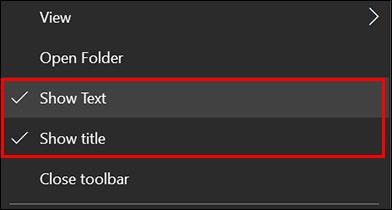 View
Open Folder
Show Text
Show title
Close toolbar